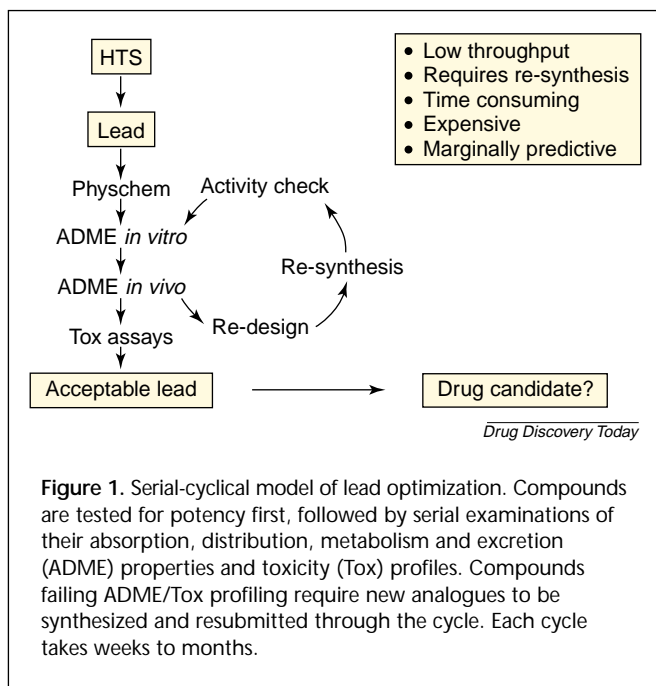 HTS
Lead
Physchem
ADME in vitro
ADME in vivo
Tox assays
Acceptable lead
Activity check
Re-synthesis
Re-design
Drug candidate?
• Low throughput
• Requires re-synthesis
• Time consuming
• Expensive
• Marginally predictive
Drug Discovery Today
Figure 1. Serial-cyclical model of lead optimization. Compounds
are tested for potency first, followed by serial examinations of
their absorption, distribution, metabolism and excretion
(ADME) properties and toxicity (Tox) profiles. Compounds
failing ADME/Tox profiling require new analogues to be
synthesized and resubmitted through the cycle. Each cycle
takes weeks to months.